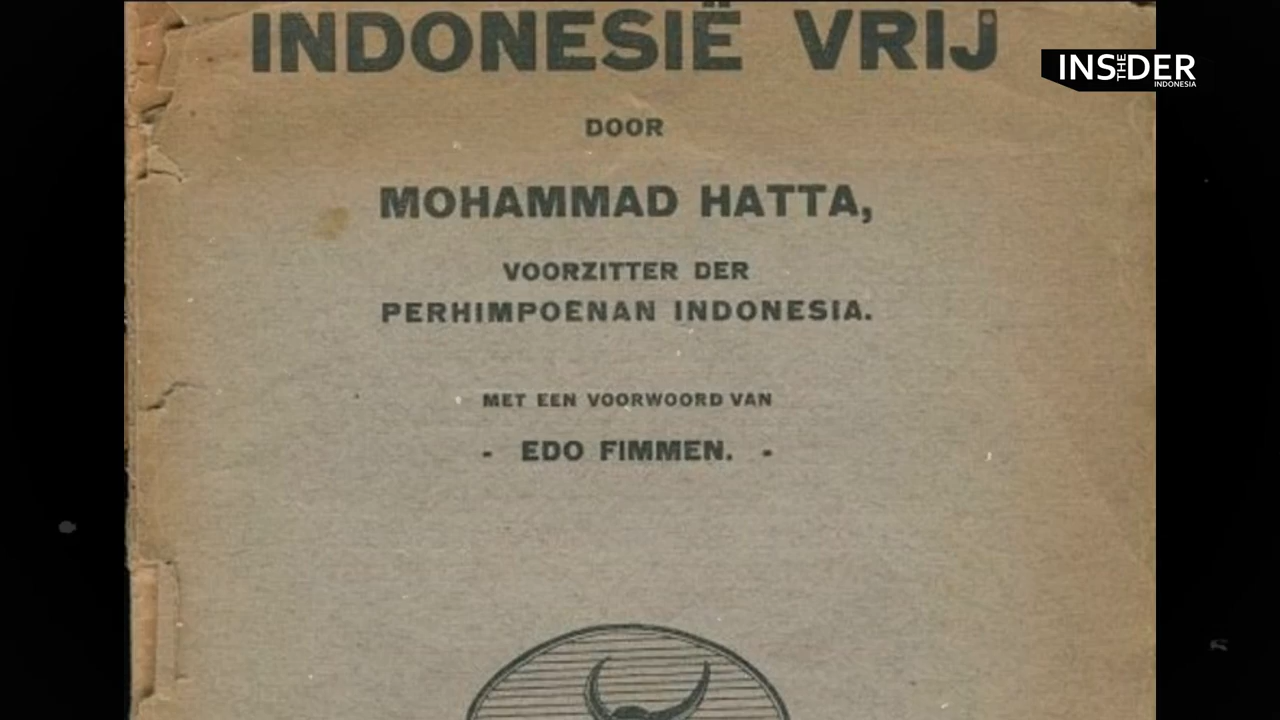 INDONESIË VRIJ
THE INSIDER
INDONESIA
DOOR
MOHAMMAD HATTA,
VOORZITTER DER
PERHIMPOENAN INDONESIA.
MET EEN VOORWOORD VAN
- EDO FIMMEN. -